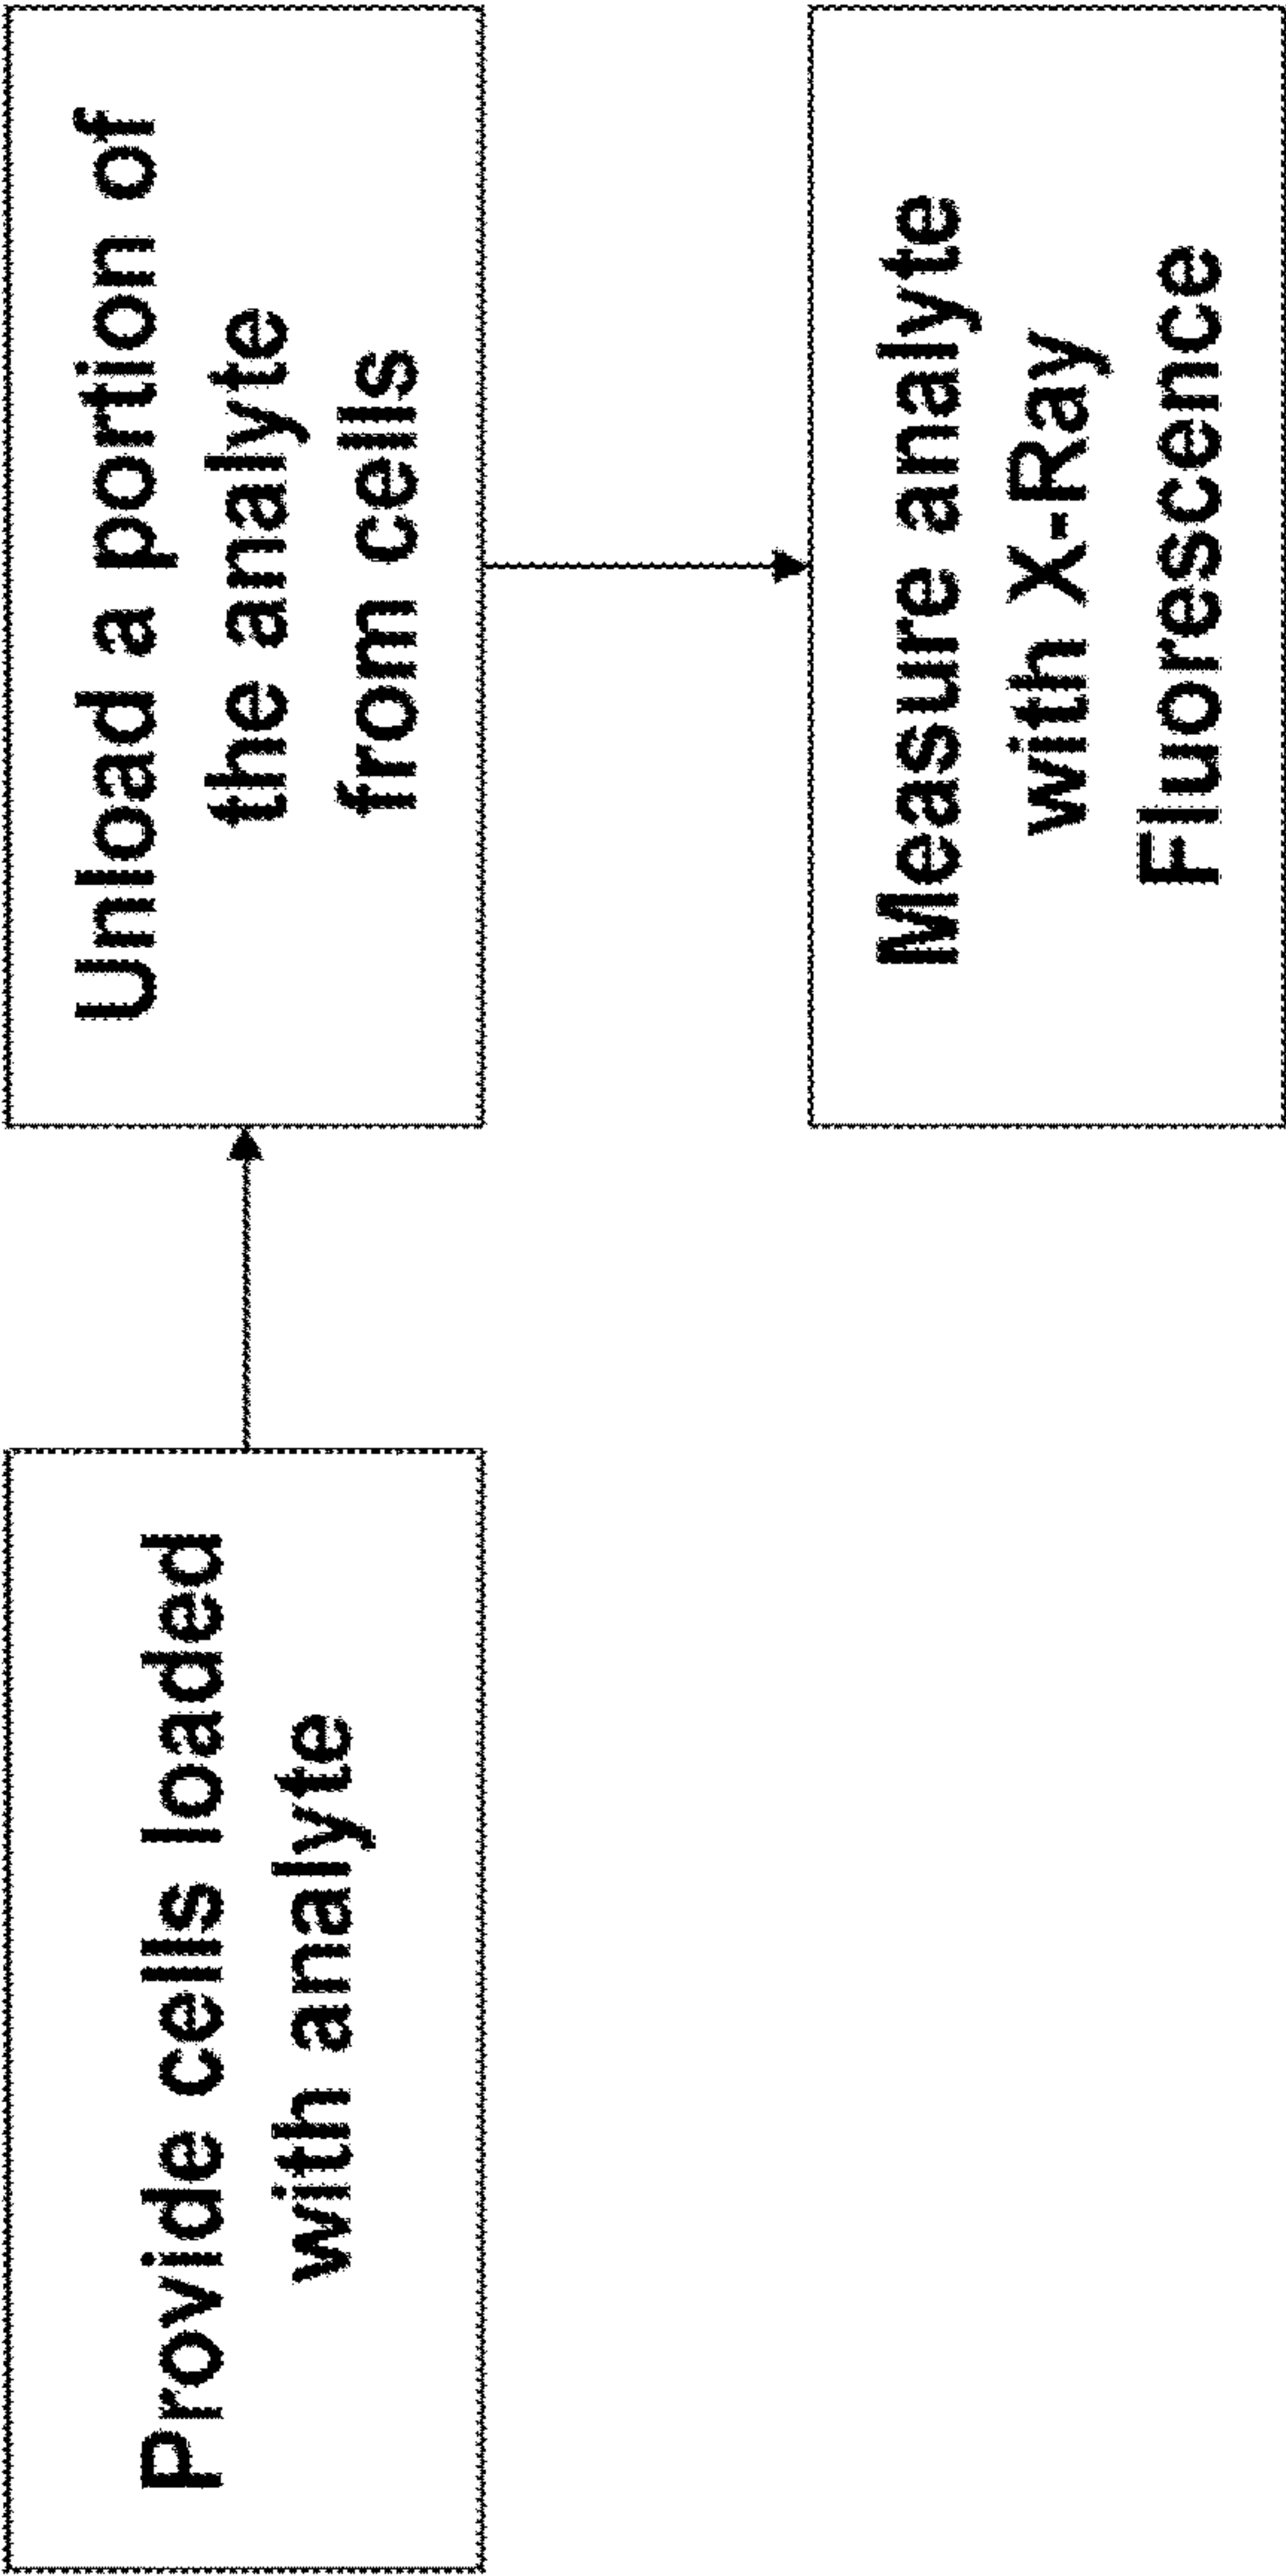 Provide cells loaded
with analyte
Unload a portion of
the analyte
from cells
Measure analyte
with X-Ray
Fluorescence